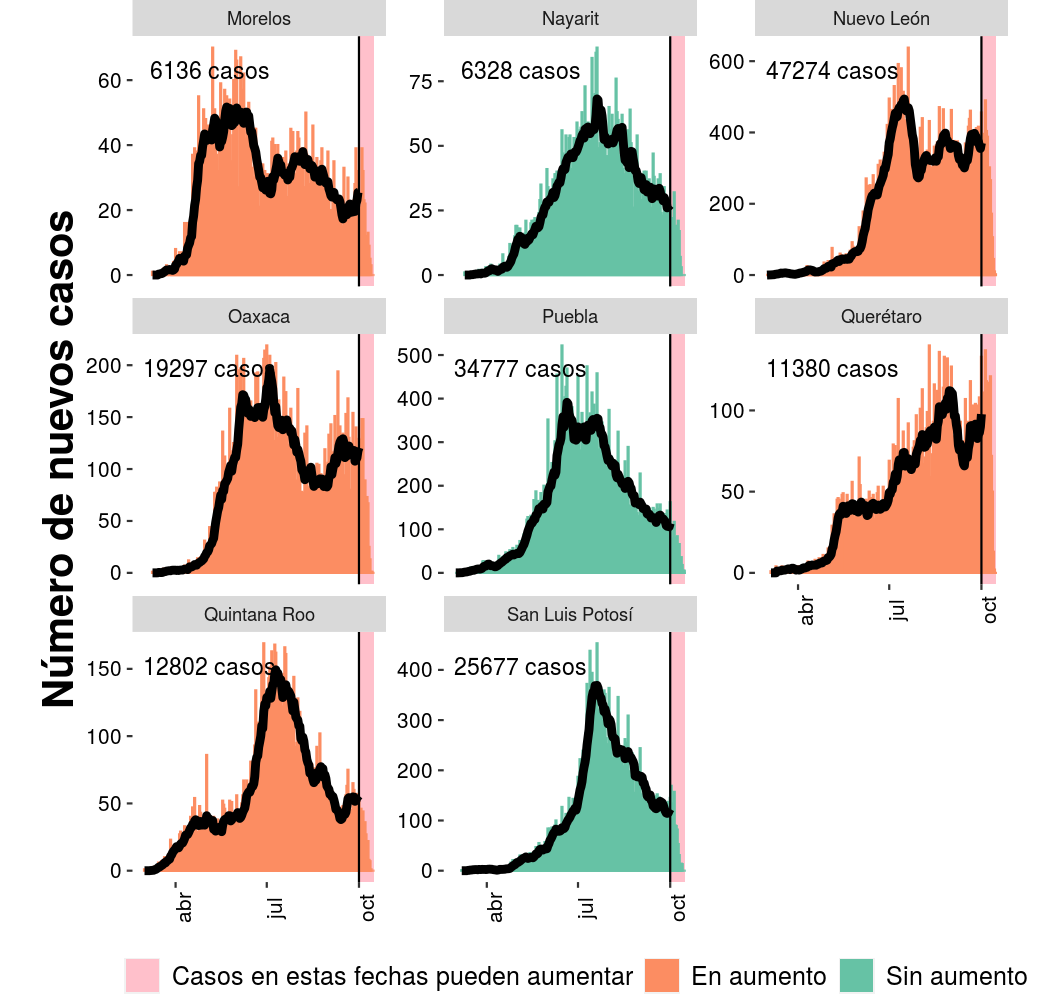 Número de nuevos casos
Morelos
6136 casos
60
40
20
0
Nayarit
6328 casos
75
50
25
0
Nuevo León
47274 casos
600
400
200
0
Oaxaca
19297 casos
200
150
100
50
0
Puebla
34777 casos
500
400
300
200
100
0
Querétaro
11380 casos
100
50
0
abr
jul
oct
Quintana Roo
12802 casos
150
100
50
0
abr
jul
oct
San Luis Potosí
25677 casos
400
300
200
100
0
abr
jul
oct
Casos en estas fechas pueden aumentar
En aumento
Sin aumento